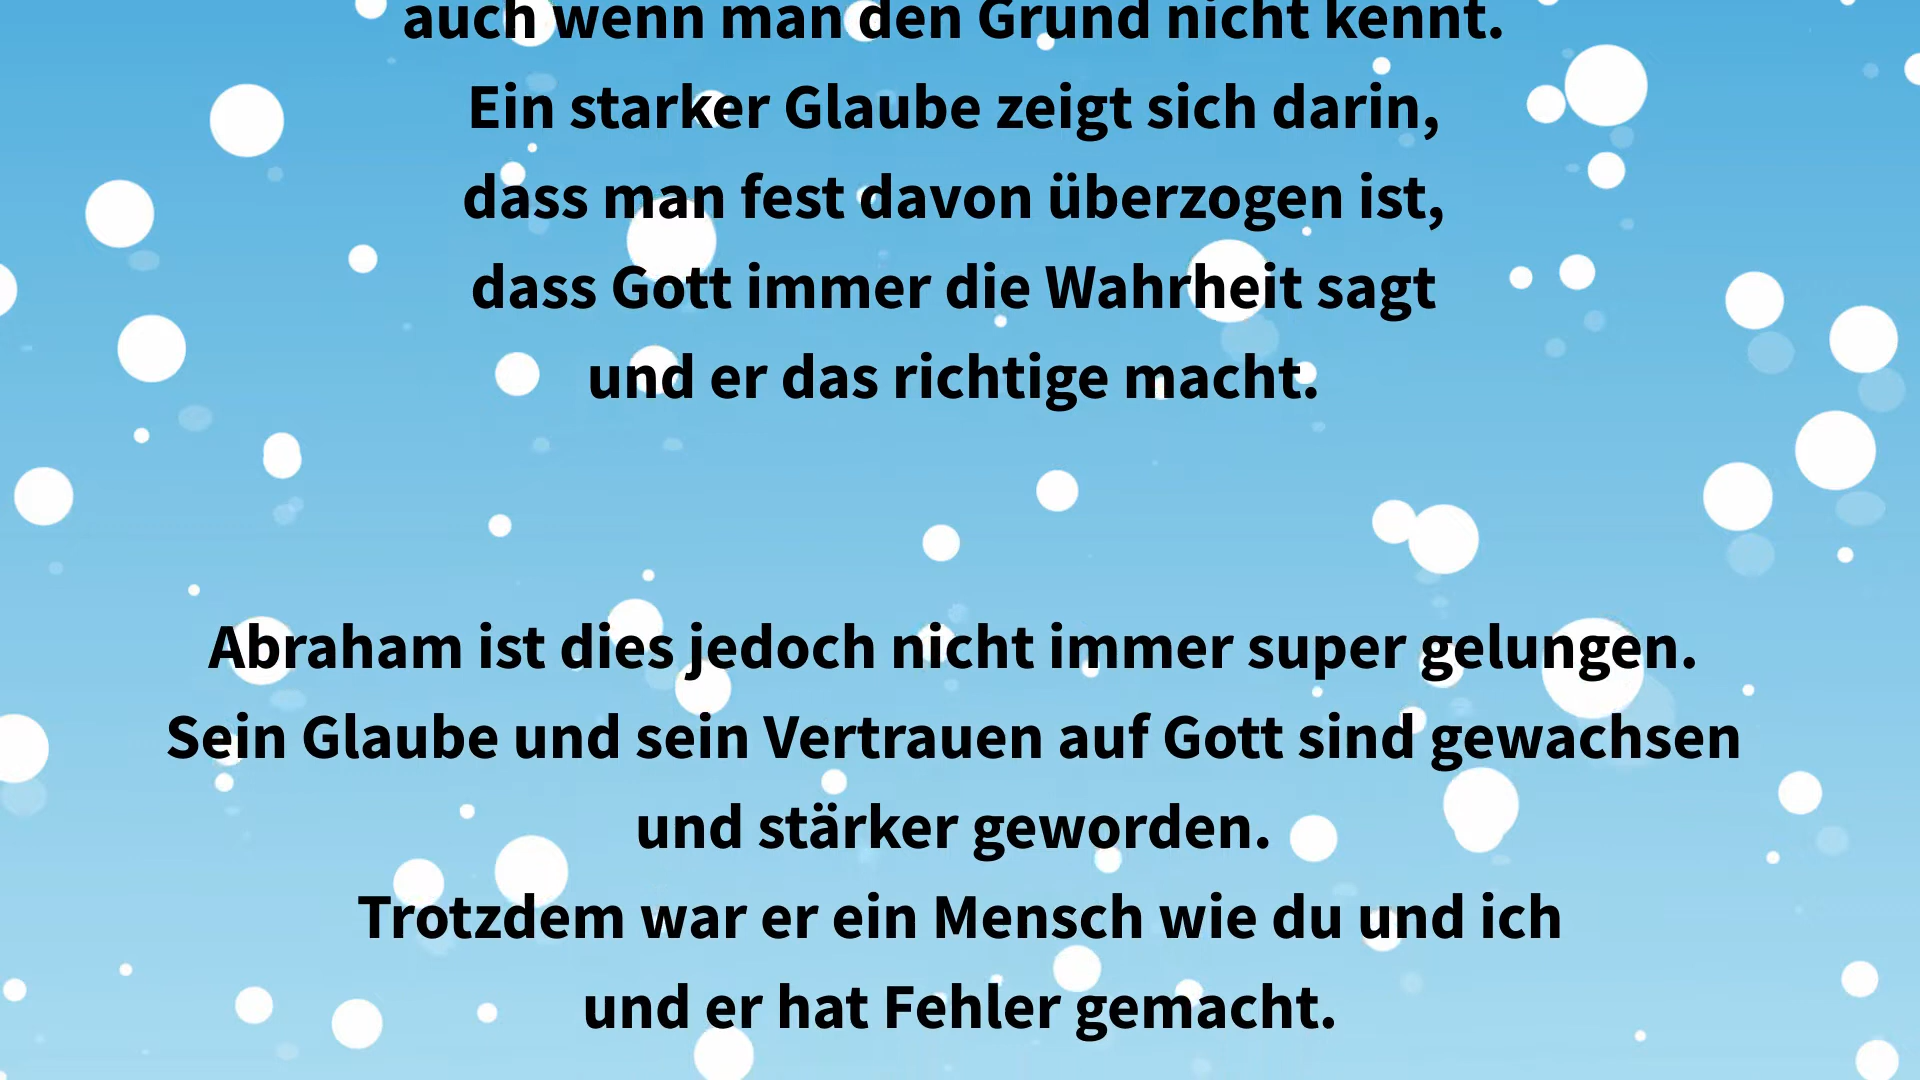 auch wenn man den Grund nicht kennt.
Ein starker Glaube zeigt sich darin,
dass man fest davon überzogen ist,
dass Gott immer die Wahrheit sagt
und er das richtige macht.
Abraham ist dies jedoch nicht immer super gelungen.
Sein Glaube und sein Vertrauen auf Gott sind gewachsen
und stärker geworden.
Trotzdem war er ein Mensch wie du und ich
und er hat Fehler gemacht.